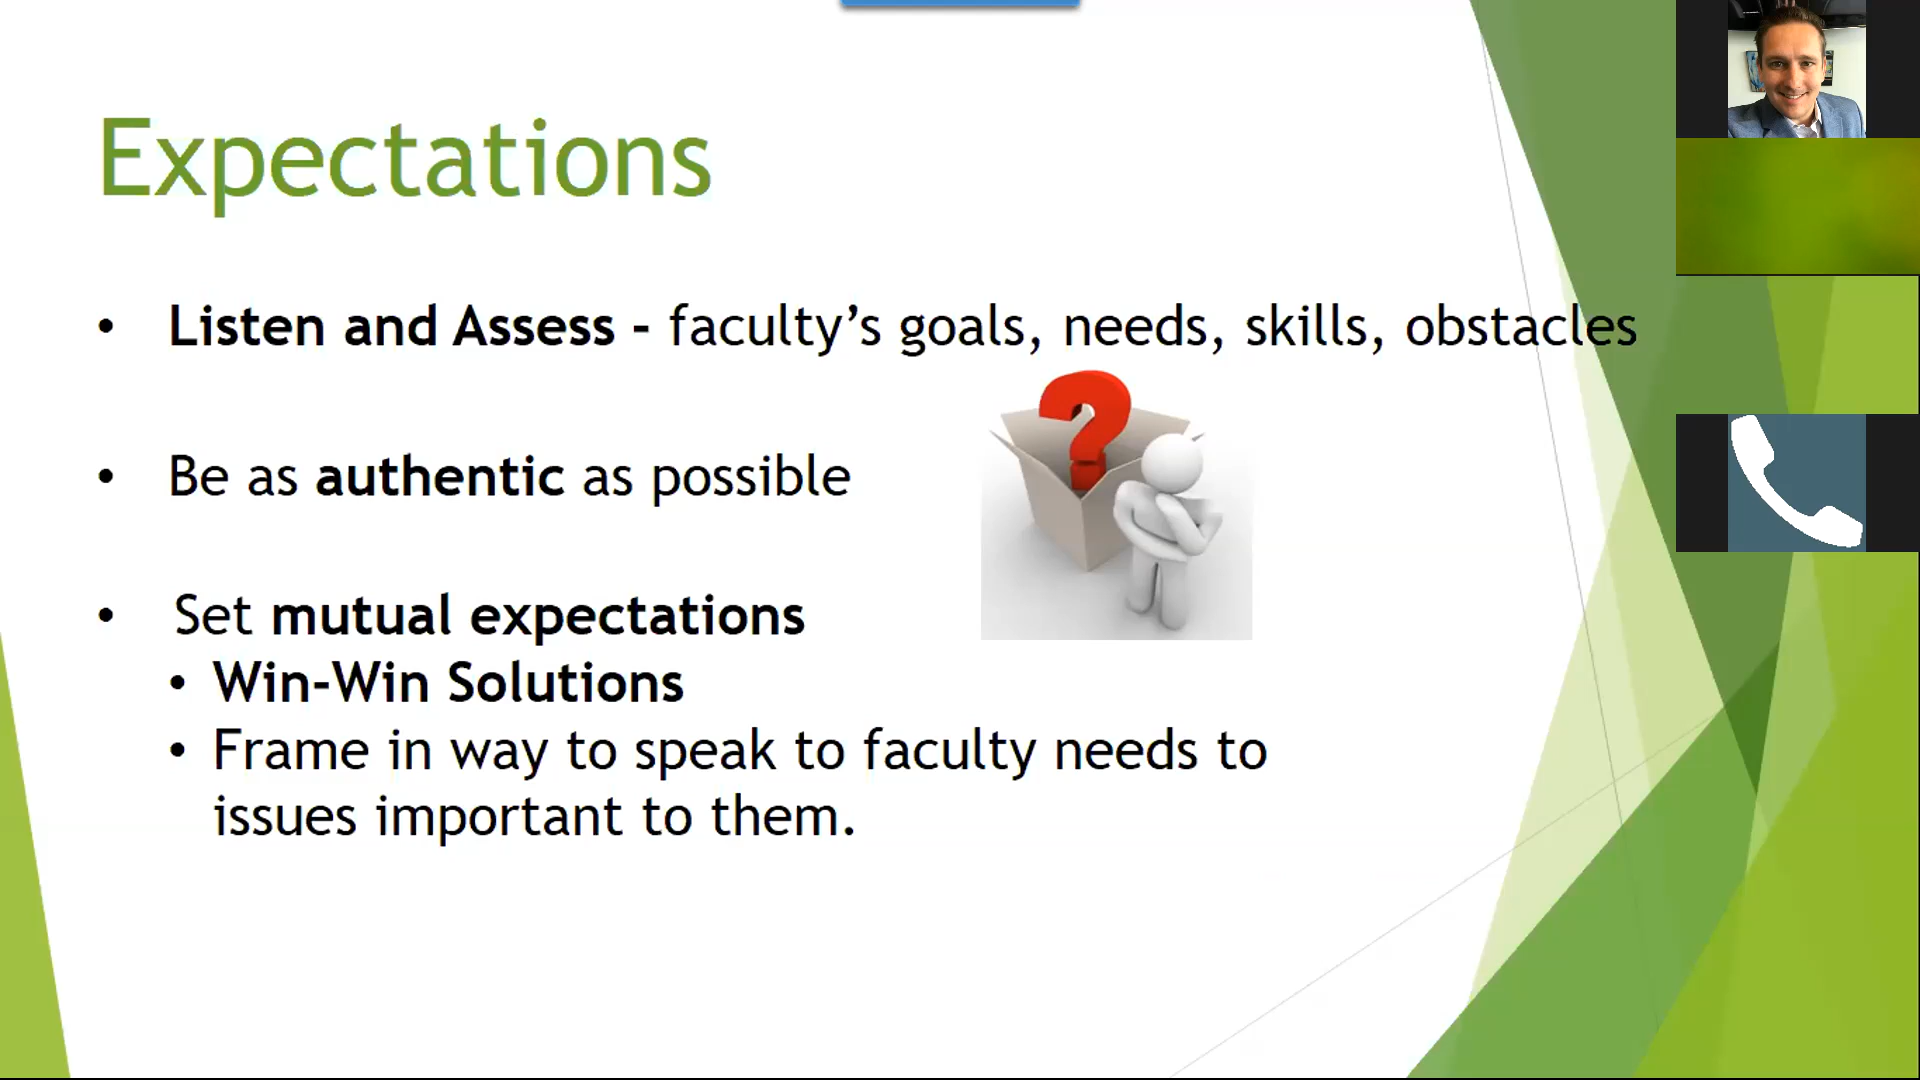 Expectations
• Listen and Assess - faculty’s goals, needs, skills, obstacles
• Be as authentic as possible
• Set mutual expectations
• Win-Win Solutions
• Frame in way to speak to faculty needs to
issues important to them.